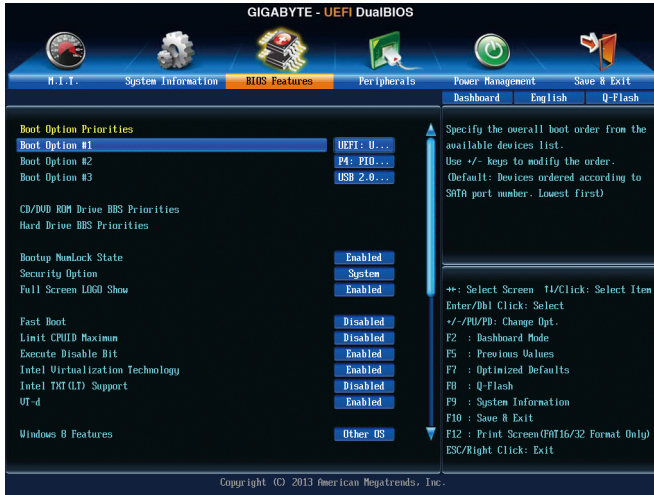 GIGABYTE - UEFI DualBIOS
M.I.T. System Information BIOS Features Peripherals Power Management Save & Exit
Dashboard English Q-Flash
Boot Option Priorities
Boot Option #1 UEFI: U...
Boot Option #2 P4: PIO...
Boot Option #3 USB 2.0...
CD/DVD ROM Drive BBS Priorities
Hard Drive BBS Priorities
Bootup NumLock State Enabled
Security Option System
Full Screen LOGO Show Enabled
Fast Boot Disabled
Limit CPUID Maximum Disabled
Execute Disable Bit Enabled
Intel Virtualization Technology Enabled
Intel TXT(LT) Support Disabled
VT-d Enabled
Windows 8 Features Other OS
Specify the overall boot order from the
available devices list.
Use +/- keys to modify the order.
(Default: Devices ordered according to
SATA port number. Lowest first)
→←: Select Screen ↑↓/Click: Select Item
Enter/Dbl Click: Select
+/-/PU/PD: Change Opt.
F2 : Dashboard Mode
F5 : Previous Values
F7 : Optimized Defaults
F8 : Q-Flash
F9 : System Information
F10 : Save & Exit
F12 : Print Screen(FAT16/32 Format Only)
ESC/Right Click: Exit
Copyright (C) 2013 American Megatrends, Inc.